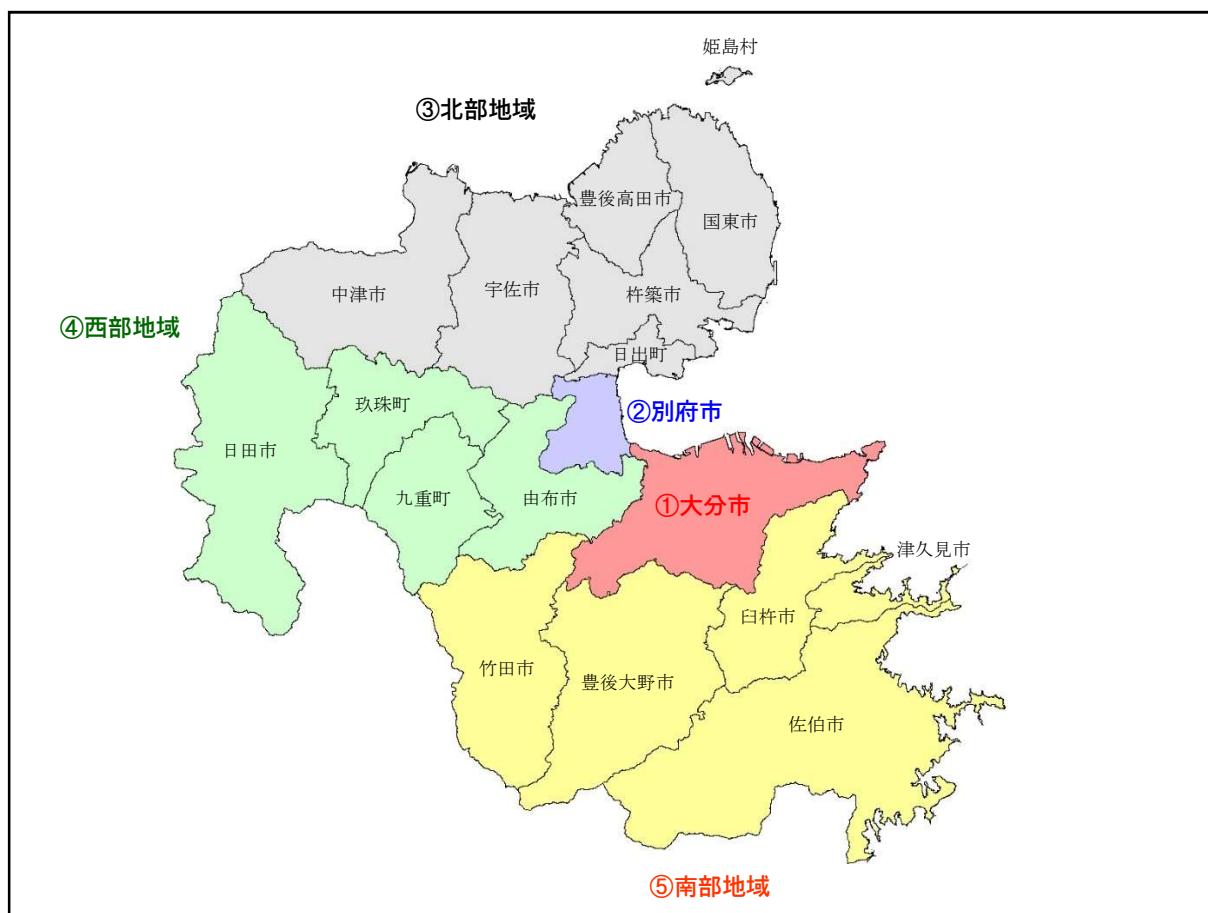 姫島村
③北部地域
豊後高田市
国東市
中津市
宇佐市
杵築市
④西部地域
日出町
玖珠町
②別府市
日田市
九重町
由布市
①大分市
津久見市
臼杵市
竹田市
豊後大野市
佐伯市
⑤南部地域